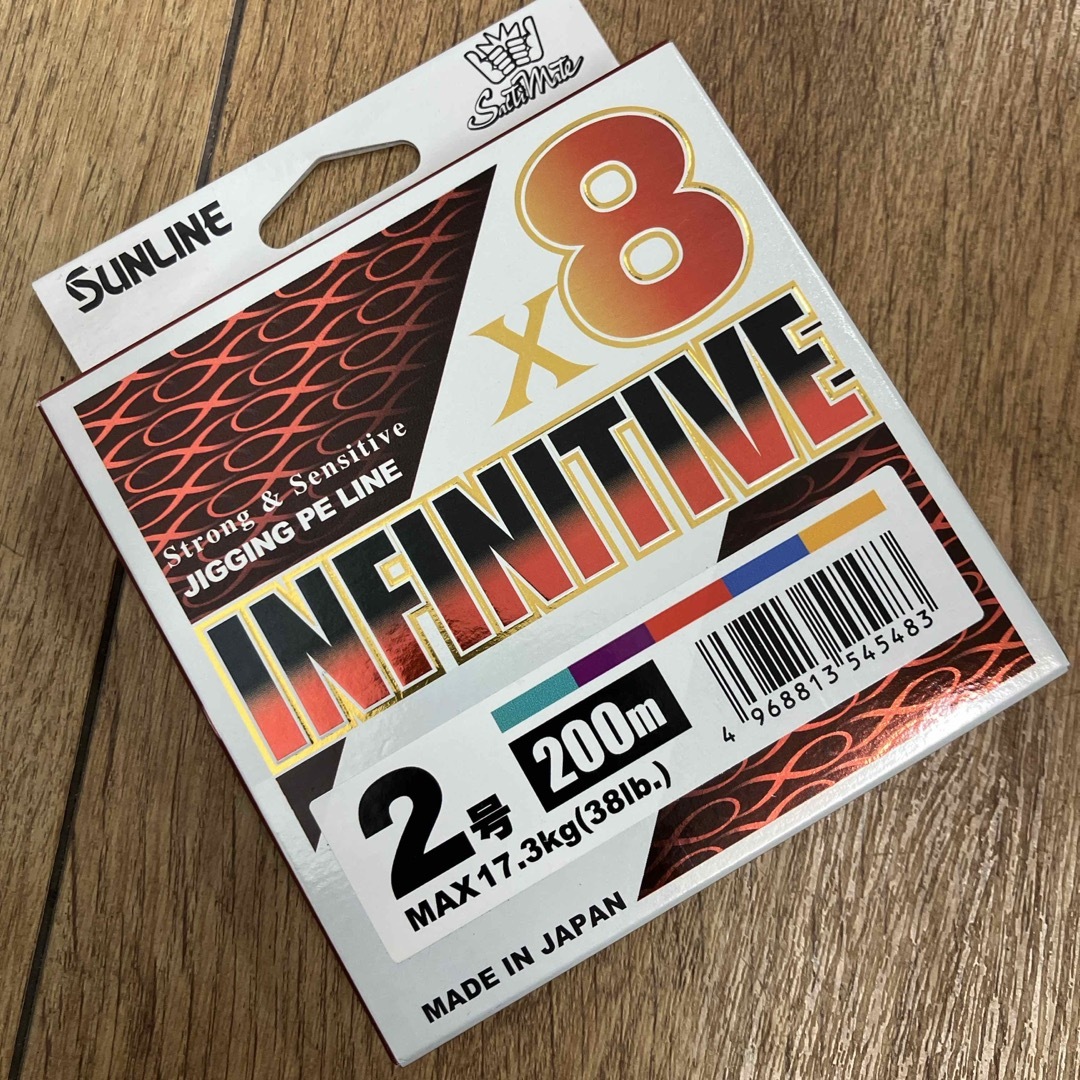 SaltiMate
SUNLINE
x8
Strong & Sensitive
JIGGING PE LINE
INFINITIVE
2号 200m
MAX17.3kg(38lb.)
4 968813 545483
MADE IN JAPAN